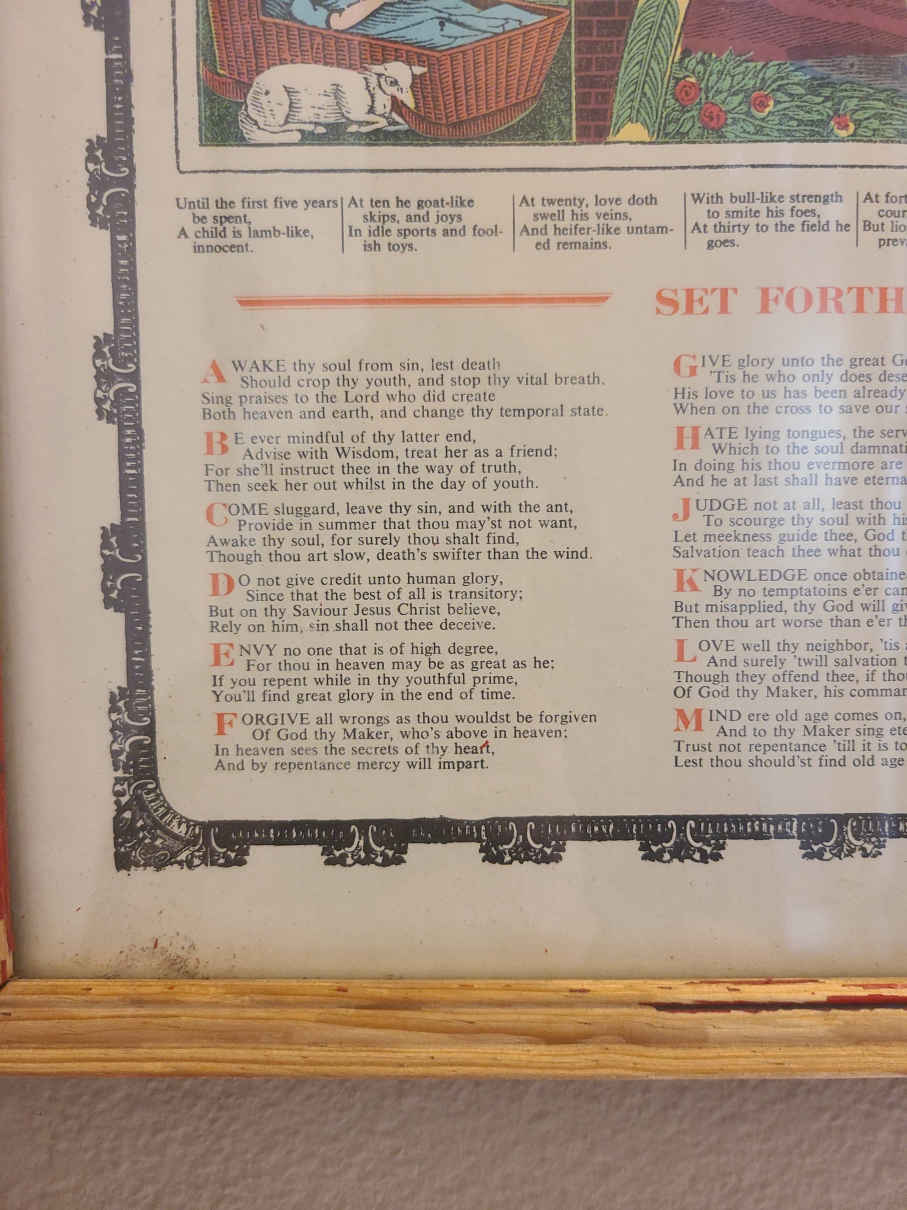 Until the first five years
be spent,
A child is lamb-like,
innocent.
At ten he goat-like
skips, and joys
In idle sports and fool-
ish toys.
At twenty, love doth
swell his veins,
And heifer-like untam-
ed remains.
With bull-like strength
to smite his foes,
At thirty to the field he
goes.
At
But
SET FORTH
AWAKE thy soul from sin, lest death
Should crop thy youth, and stop thy vital breath.
Sing praises to the Lord who did create
Both heaven and earth, and change thy temporal state.
BE ever mindful of thy latter end,
Advise with Wisdom, treat her as a friend;
For she'll instruct thee in the way of truth,
Then seek her out whilst in the day of youth.
COME sluggard, leave thy sin, and with the ant,
Provide in summer that thou may'st not want,
Awake thy soul, for surely thou shalt find,
Though thou art slow, death's swifter than the wind.
DO not give credit unto human glory,
Since that the best of all is transitory;
But on thy Saviour Jesus Christ believe,
Rely on him, sin shall not thee deceive.
ENVY no one that is of high degree,
For thou in heaven may be as great as he;
If you repent while in thy youthful prime,
You'll find great glory in the end of time.
FORGIVE all wrongs as thou wouldst be forgiven
Of God thy Maker, who's above in heaven;
In heaven sees the secrets of thy heart,
And by repentance mercy will impart.
GIVE glory unto the great
'Tis he who only does
His love to us has been already
When on the cross to save our
HATE lying tongues, the
Which to the soul
In doing his thou evermore are
And he at last shall have
JUDGE not at all, least thou
To scourge thy soul with
Let meekness guide thee, God
Salvation teach thee what thou
KNOWLEDGE once
By no temptatoins e'er
But misapplied, thy God will
Then thou art worse than e'er
LOVE well thy neighbor, 'tis
And surely 'twill salvation
Though they offend thee, if
Of God thy Maker, his
MIND ere old age comes on,
And to thy Maker sing
Trust not repentance 'till it is
Lest thou should'st find old age